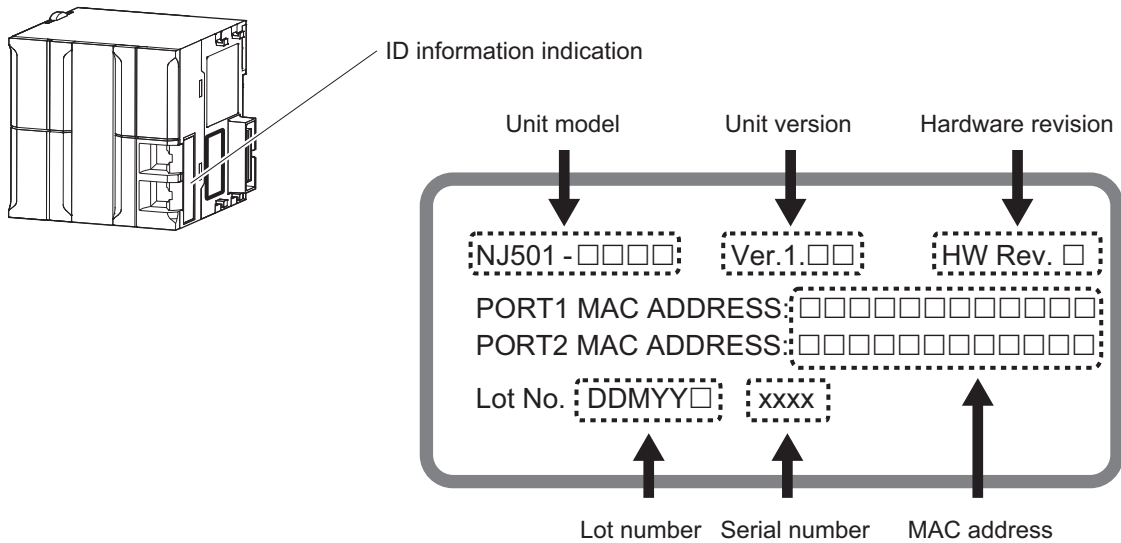 ID information indication
Unit model Unit version Hardware revision
NJ501 - □□□□ Ver.1.□□ HW Rev. □
PORT1 MAC ADDRESS: □□□□□□□□□□□□
PORT2 MAC ADDRESS: □□□□□□□□□□□□
Lot No. DDMYY□ xxxx
Lot number Serial number MAC address